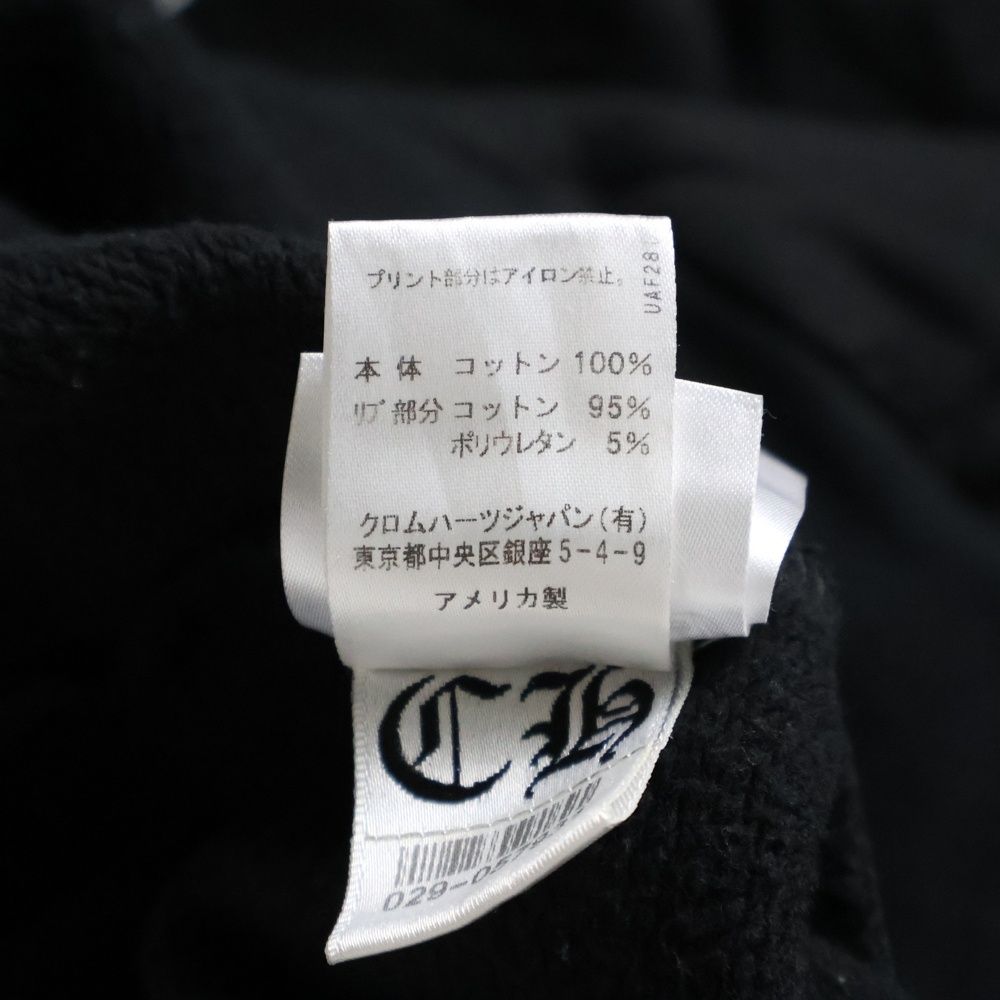 プリント部分はアイロン禁止。
本体 コットン 100%
リブ部分 コットン 95%
ポリウレタン 5%
クロムハーツジャパン(有)
東京都中央区銀座5-4-9
アメリカ製
CH